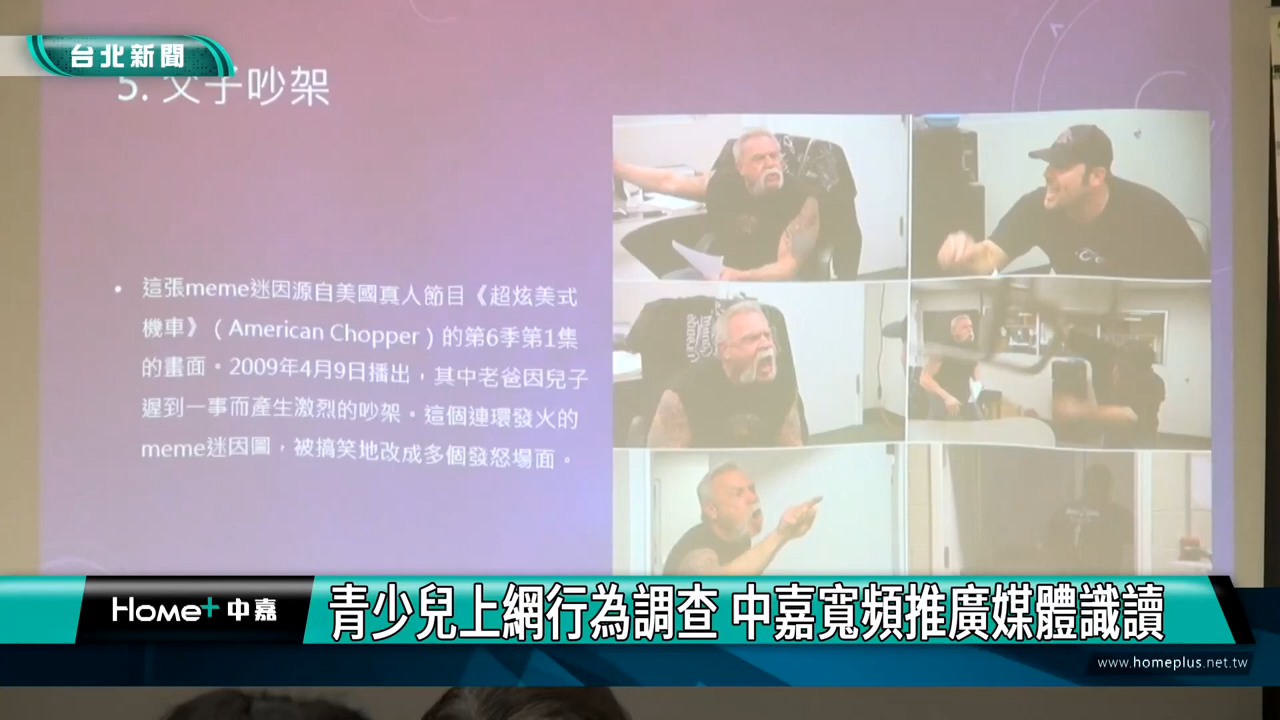 台北新聞
5. 父子吵架
• 這張meme迷因源自美國真人節目《超炫美式
機車》（American Chopper）的第6季第1集
的畫面。2009年4月9日播出，其中老爸因兒子
遲到一事而產生激烈的吵架。這個連環發火的
meme迷因圖，被搞笑地改成多個發怒場面。
Home+ 中嘉
青少兒上網行為調查 中嘉寬頻推廣媒體識讀
www.homeplus.net.tw